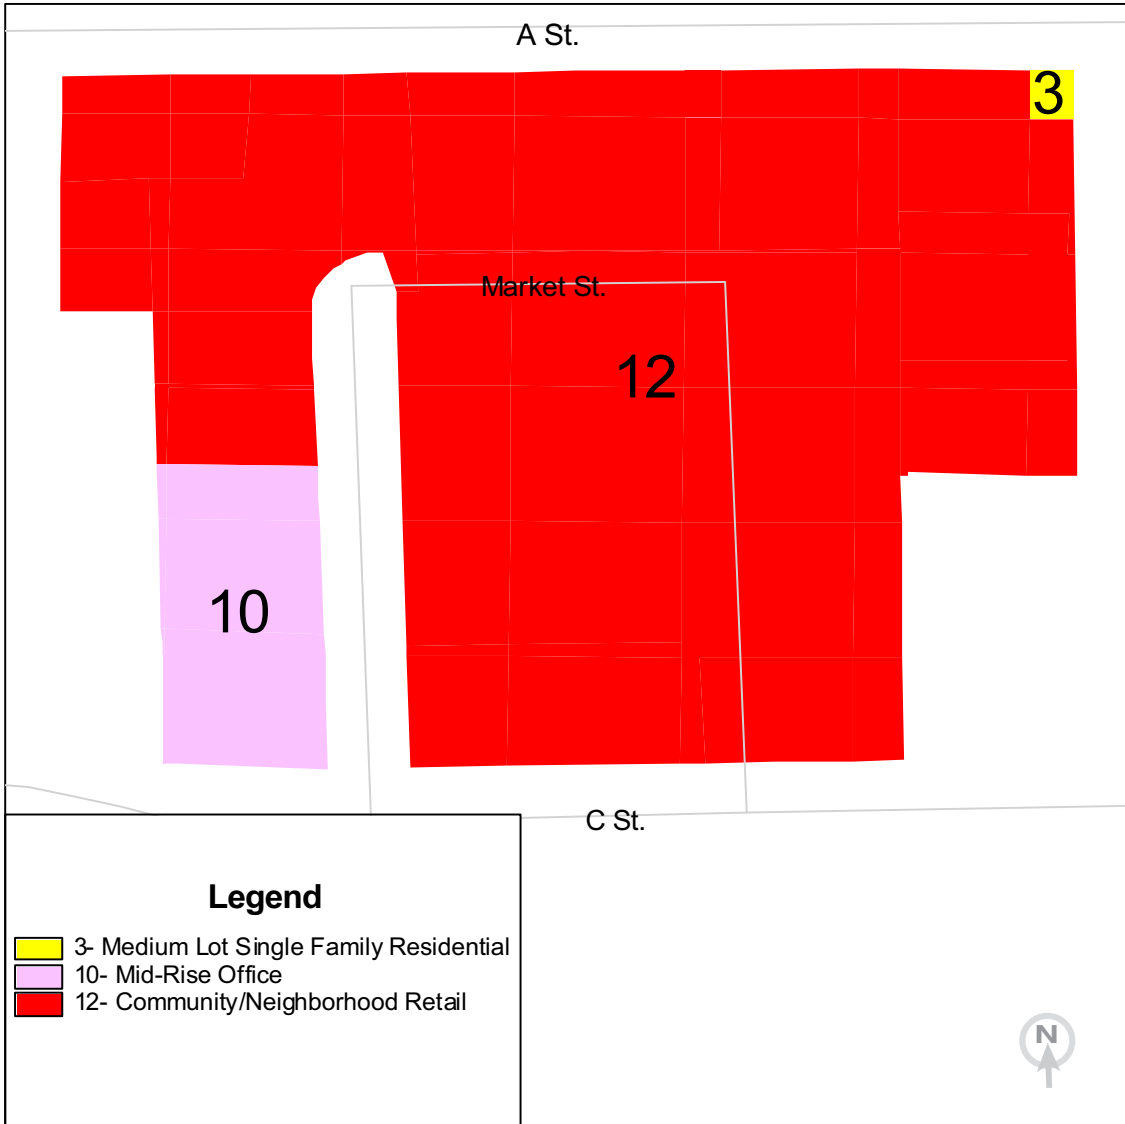 A St.
3
Market St.
12
10
C St.
Legend
3- Medium Lot Single Family Residential
10- Mid-Rise Office
12- Community/Neighborhood Retail
N